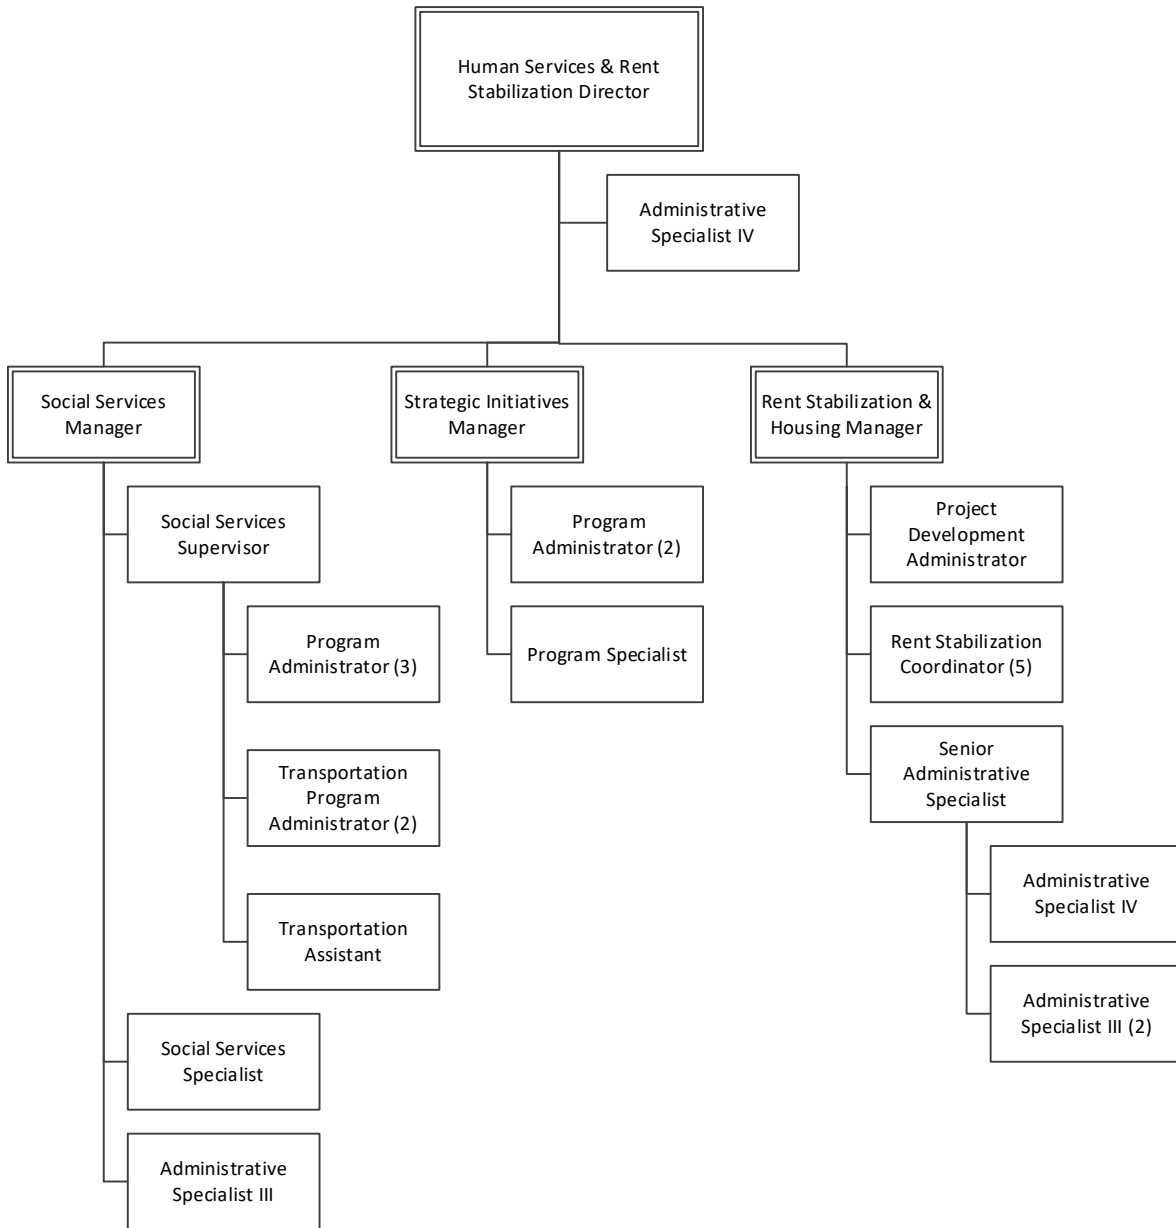 Human Services & Rent
Stabilization Director
Administrative
Specialist IV
Social Services
Manager
Strategic Initiatives
Manager
Rent Stabilization &
Housing Manager
Social Services
Supervisor
Program
Administrator (3)
Transportation
Program
Administrator (2)
Transportation
Assistant
Social Services
Specialist
Administrative
Specialist III
Program
Administrator (2)
Program Specialist
Project
Development
Administrator
Rent Stabilization
Coordinator (5)
Senior
Administrative
Specialist
Administrative
Specialist IV
Administrative
Specialist III (2)